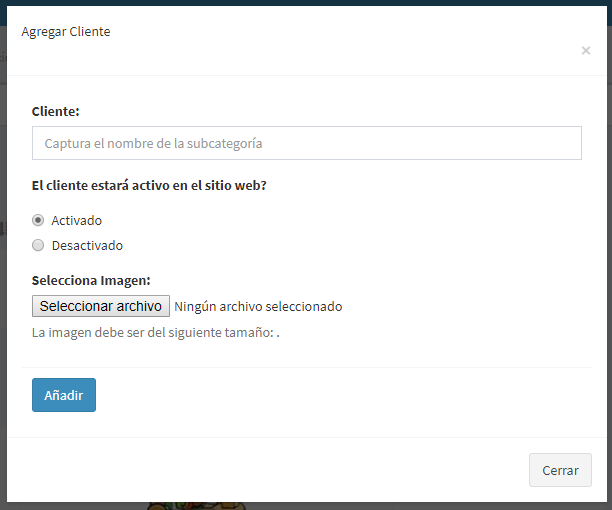 Agregar Cliente
×
Cliente:
Captura el nombre de la subcategoría
El cliente estará activo en el sitio web?
Activado
Desactivado
Selecciona Imagen:
Seleccionar archivo Ningún archivo seleccionado
La imagen debe ser del siguiente tamaño: .
Añadir
Cerrar